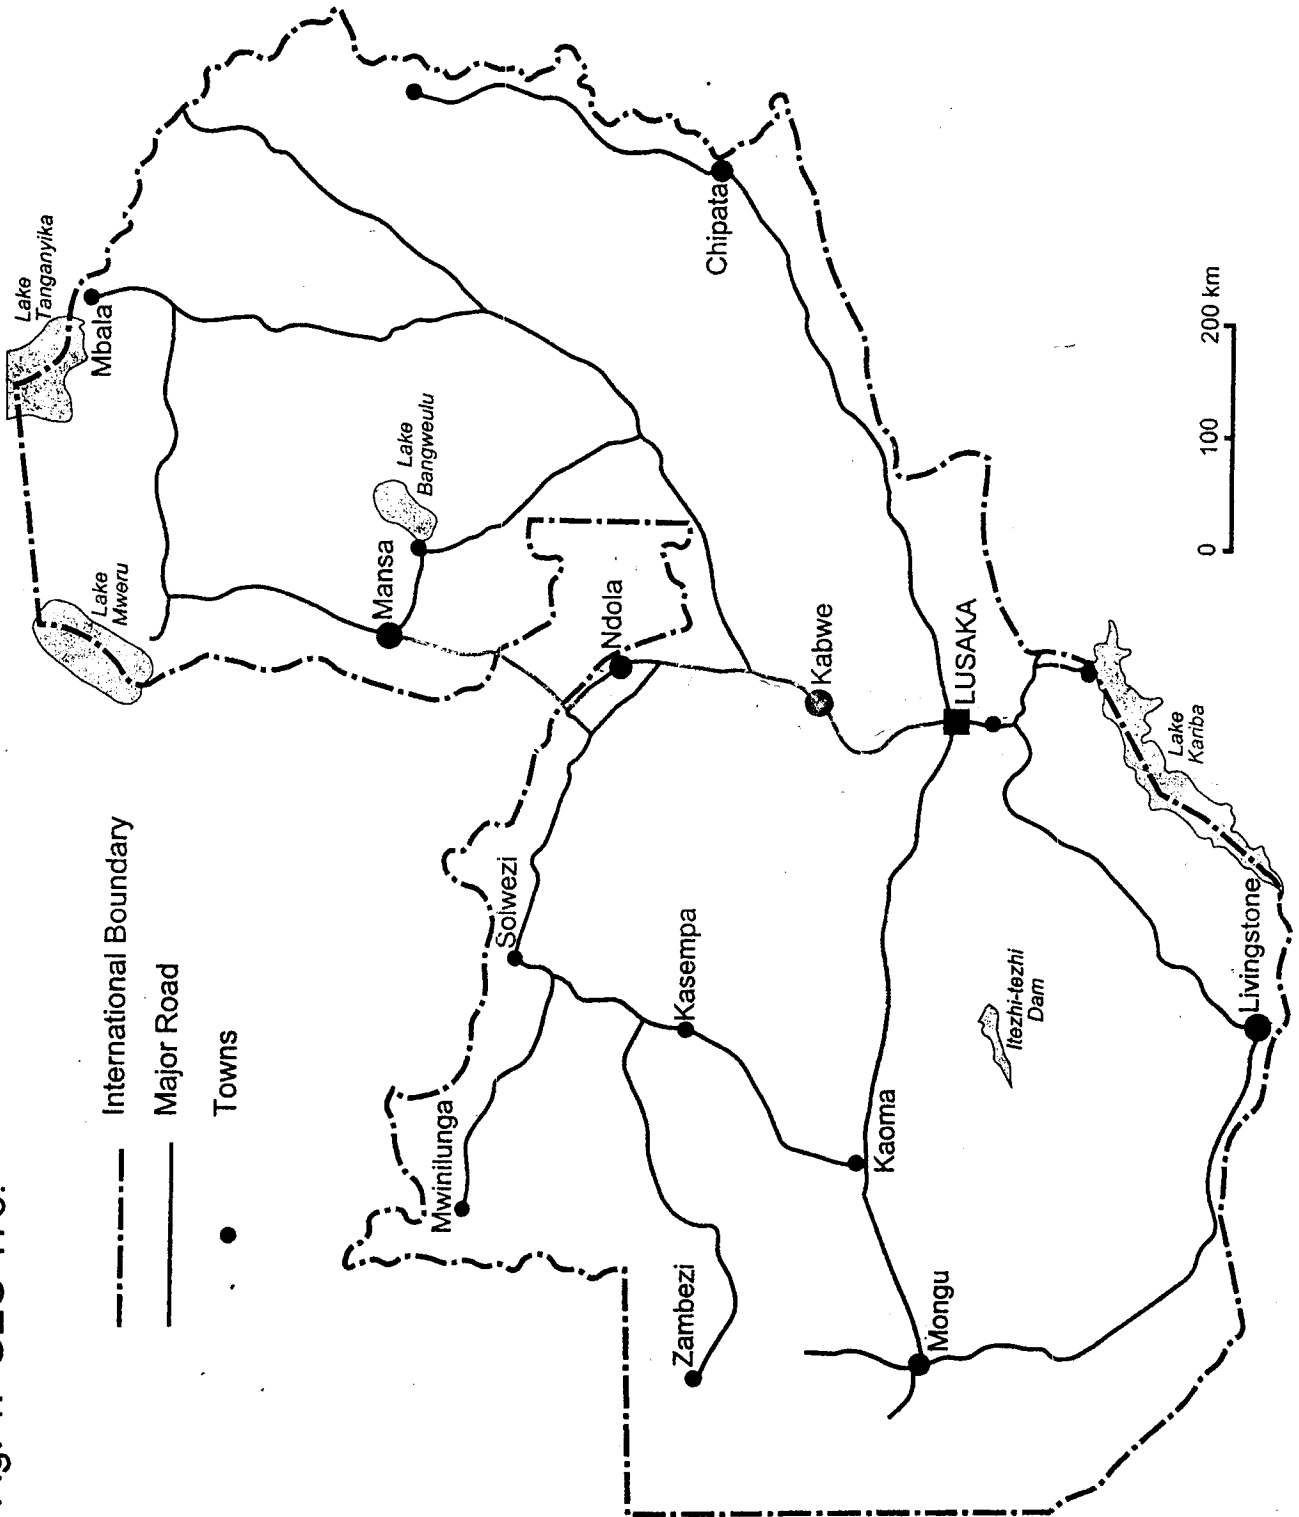 International Boundary
Major Road
Towns
Lake
Tanganyika
Mbala
Lake
Mweru
Mansa
Lake
Bangweulu
Mwinilunga
Solwezi
Ndola
Zambezi
Kasempa
Chipata
Kabwe
Kaoma
Mongu
LUSAKA
Itezhi-tezhi
Dam
Lake
Kariba
0 100 200 km
Livingstone